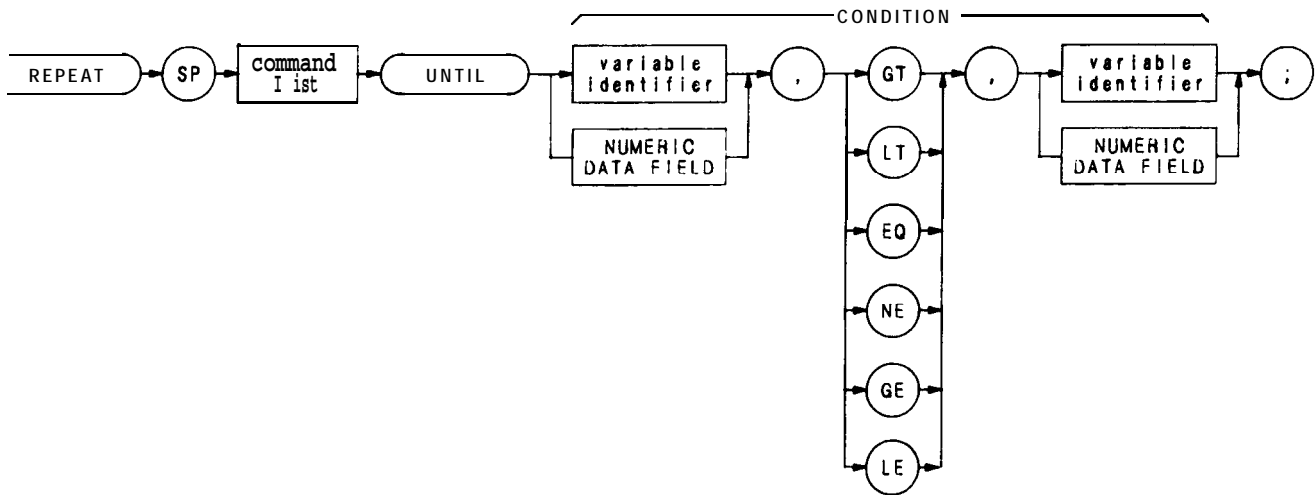 CONDITION
REPEAT
SP
command
l ist
UNTIL
variable
identifier
NUMERIC
DATA FIELD
,
GT
LT
EQ
NE
GE
LE
,
variable
identifier
NUMERIC
DATA FIELD
;